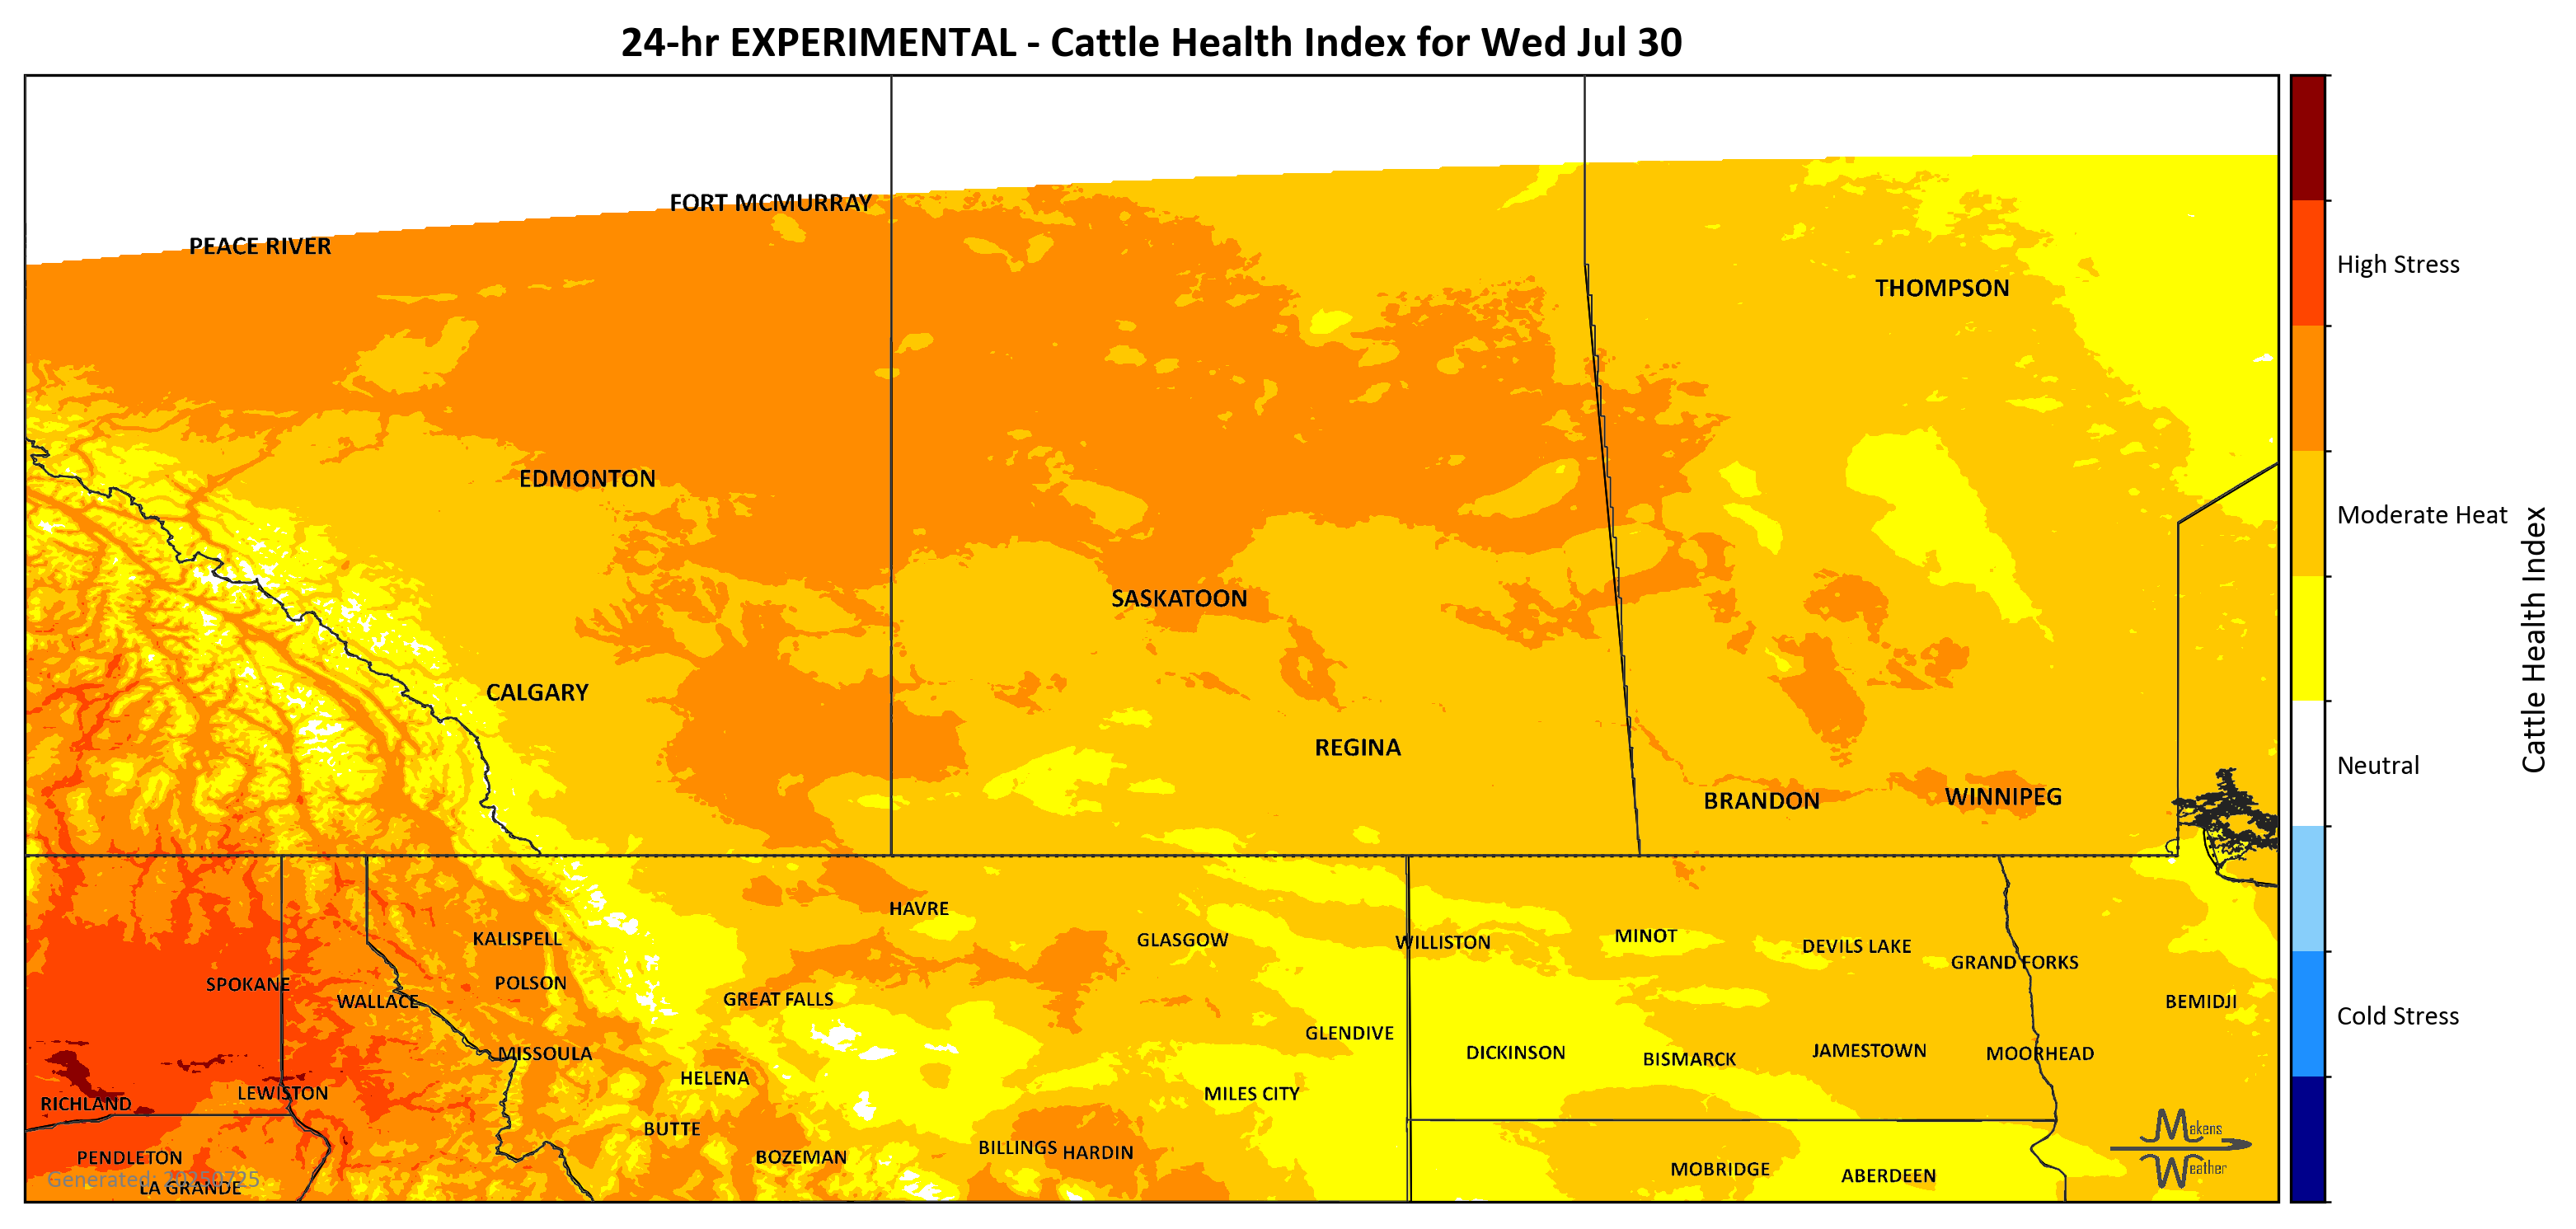 24-hr EXPERIMENTAL - Cattle Health Index for Wed Jul 30
FORT MCMURRAY
PEACE RIVER
High Stress
THOMPSON
EDMONTON
Moderate Heat
SASKATOON
Cattle Health Index
CALGARY
REGINA
Neutral
BRANDON
WINNIPEG
HAVRE
KALISPELL
GLASGOW
WILLISTON
MINOT
DEVILS LAKE
GRAND FORKS
SPOKANE
POLSON
WALLACE
GREAT FALLS
BEMIDJI
Cold Stress
GLENDIVE
MISSOULA
DICKINSON
BISMARCK
JAMESTOWN
MOORHEAD
HELENA
LEWISTON
MILES CITY
RICHLAND
BUTTE
Makens
Weather
BILLINGS
HARDIN
PENDLETON
BOZEMAN
MOBRIDGE
ABERDEEN
Generated: 20250725
LA GRANDE